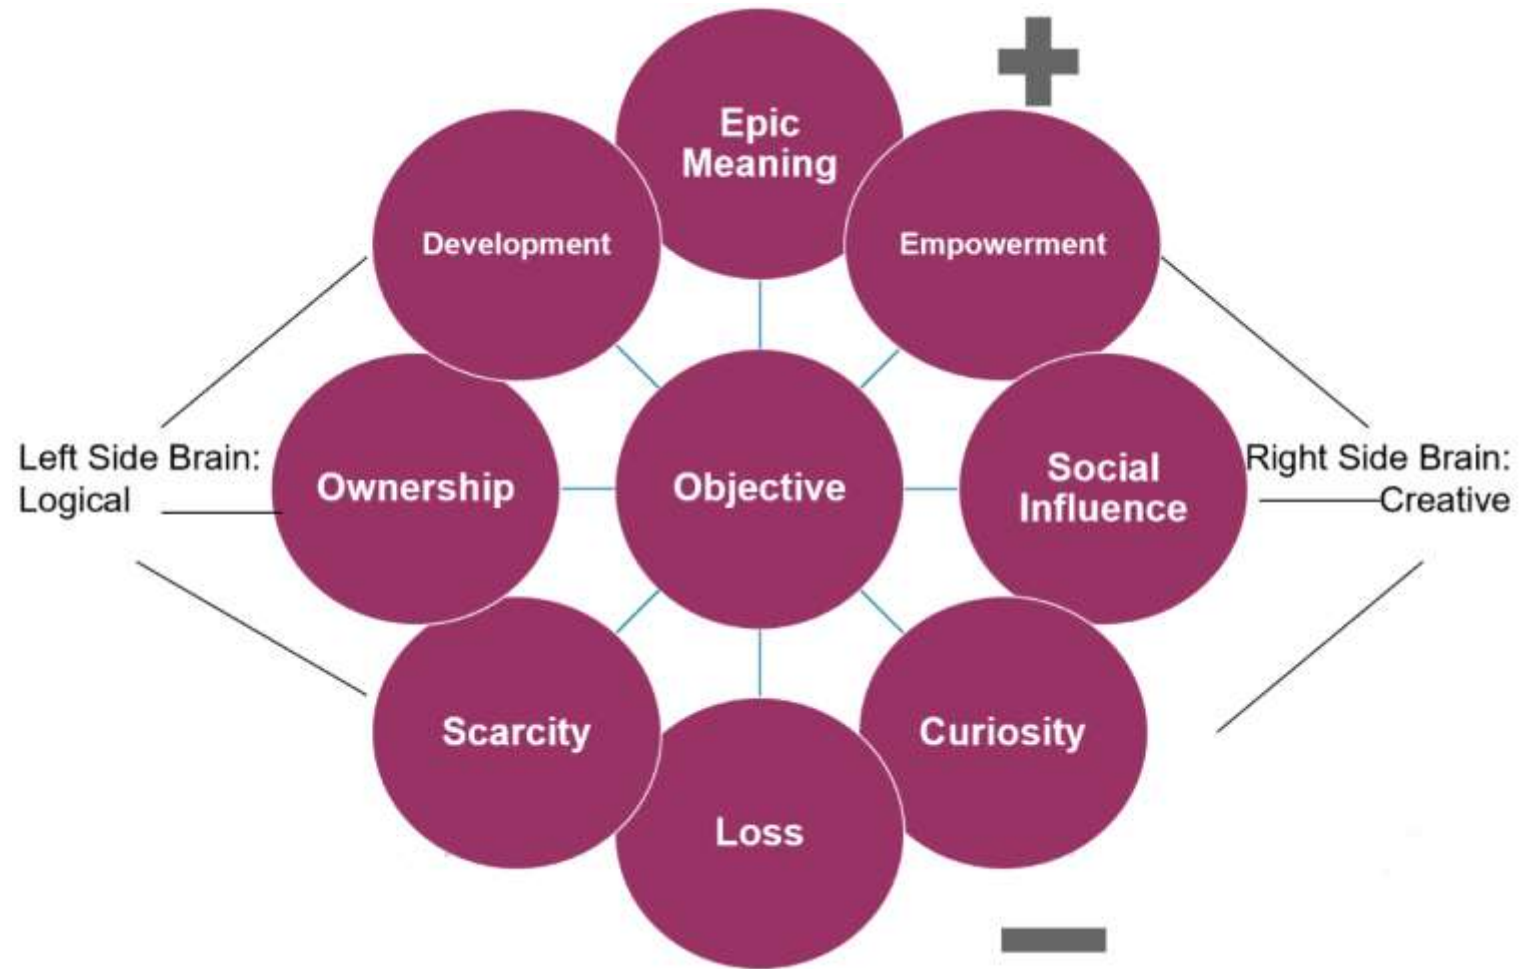 Epic
Meaning
Development
Empowerment
Left Side Brain:
Logical
Ownership
Objective
Social
Influence
Right Side Brain:
Creative
Scarcity
Curiosity
Loss